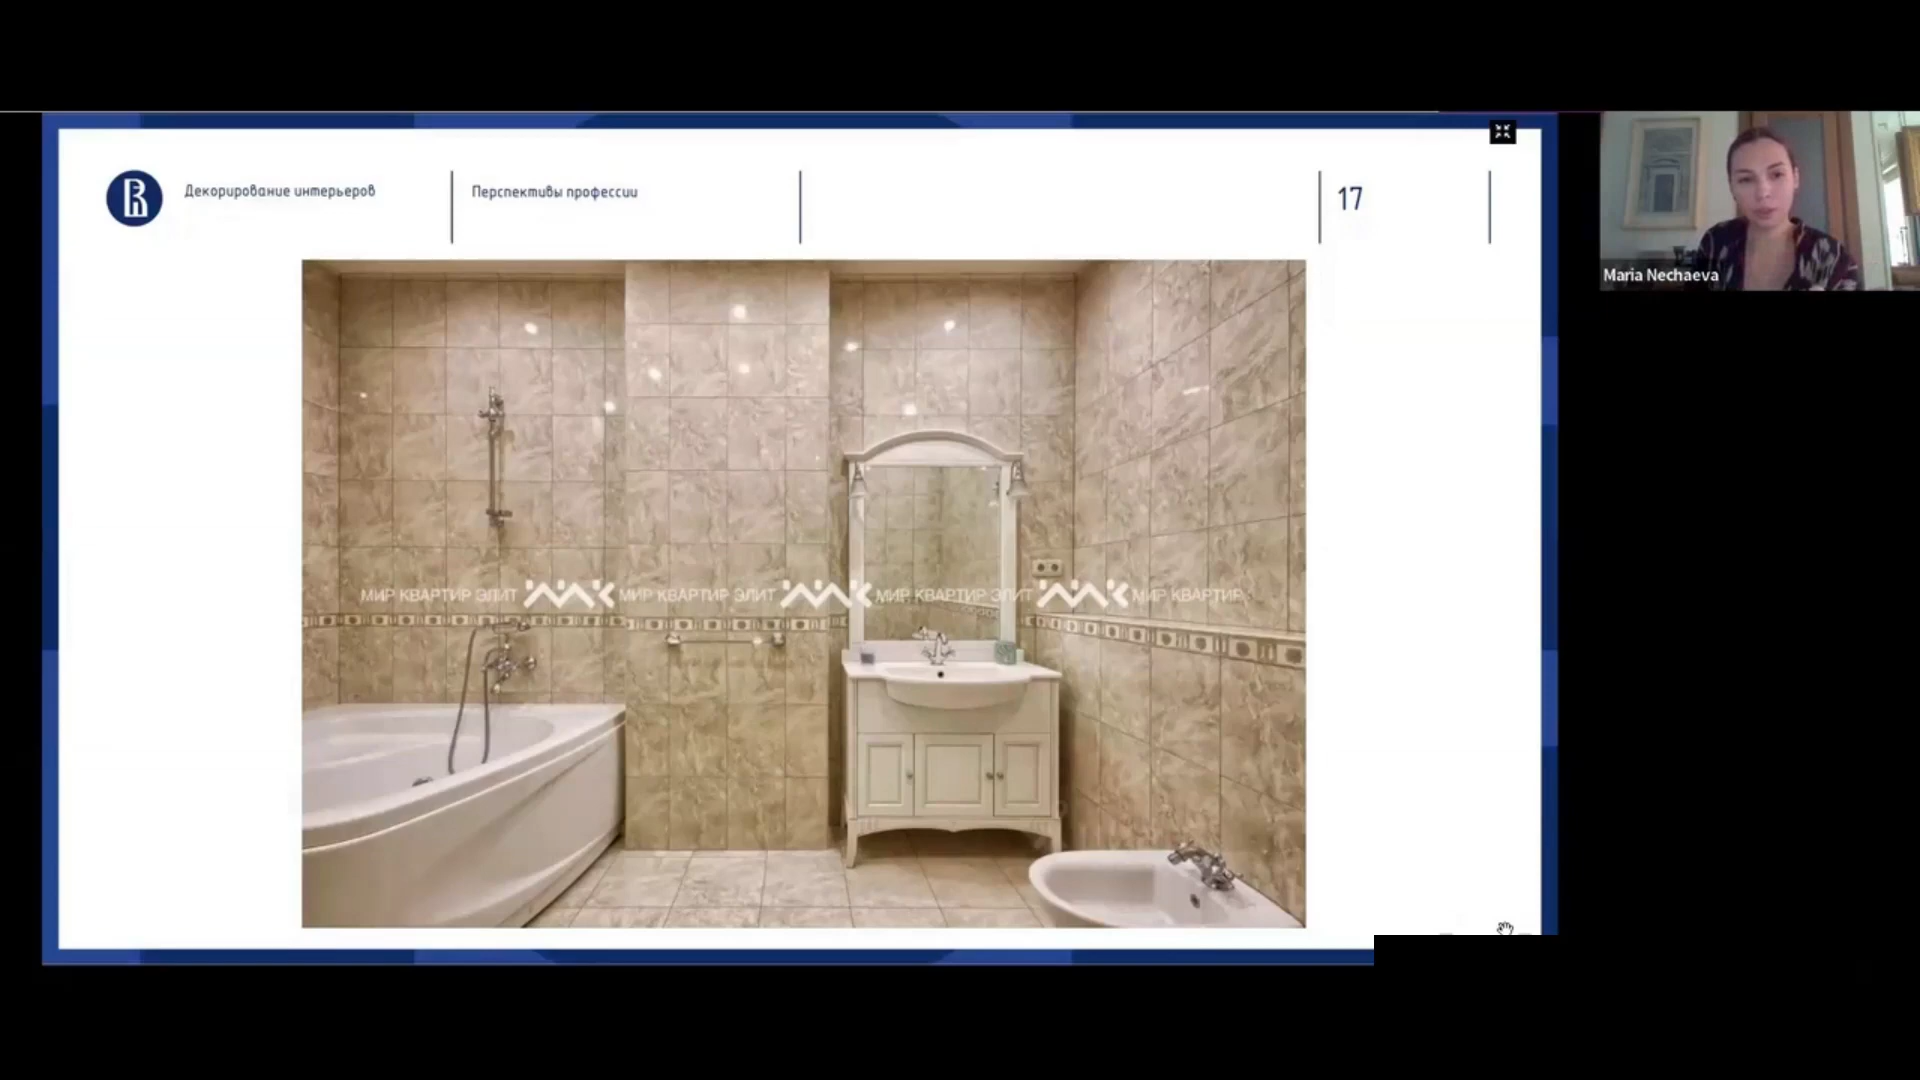 Декорирование интерьеров
Перспективы профессии
17
Maria Nechaeva
МИР КВАРТИР ЭЛИТ МИР КВАРТИР ЭЛИТ МИР КВАРТИР ЭЛИТ МИР КВАРТИР